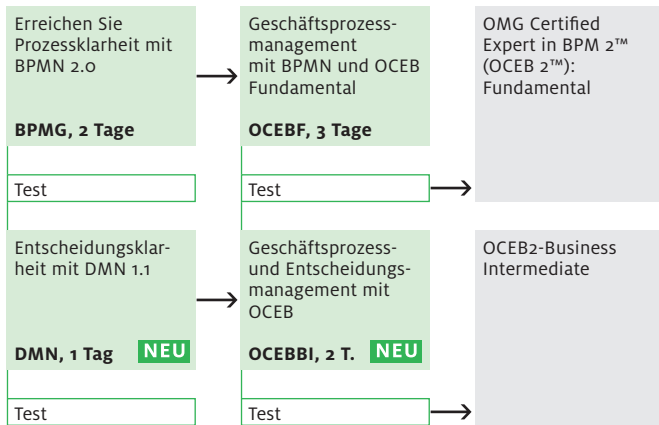 Erreichen Sie
Prozessklarheit mit
BPMN 2.0
BPMG, 2 Tage
Geschäftsprozess-
management
mit BPMN und OCEB
Fundamental
OCEBF, 3 Tage
OMG Certified
Expert in BPM 2™
(OCEB 2™):
Fundamental
Test
Test
Entscheidungsklar-
heit mit DMN 1.1
DMN, 1 Tag NEU
Geschäftsprozess-
und Entscheidungs-
management mit
OCEB
OCEBBI, 2 T. NEU
OCEB2-Business
Intermediate
Test
Test